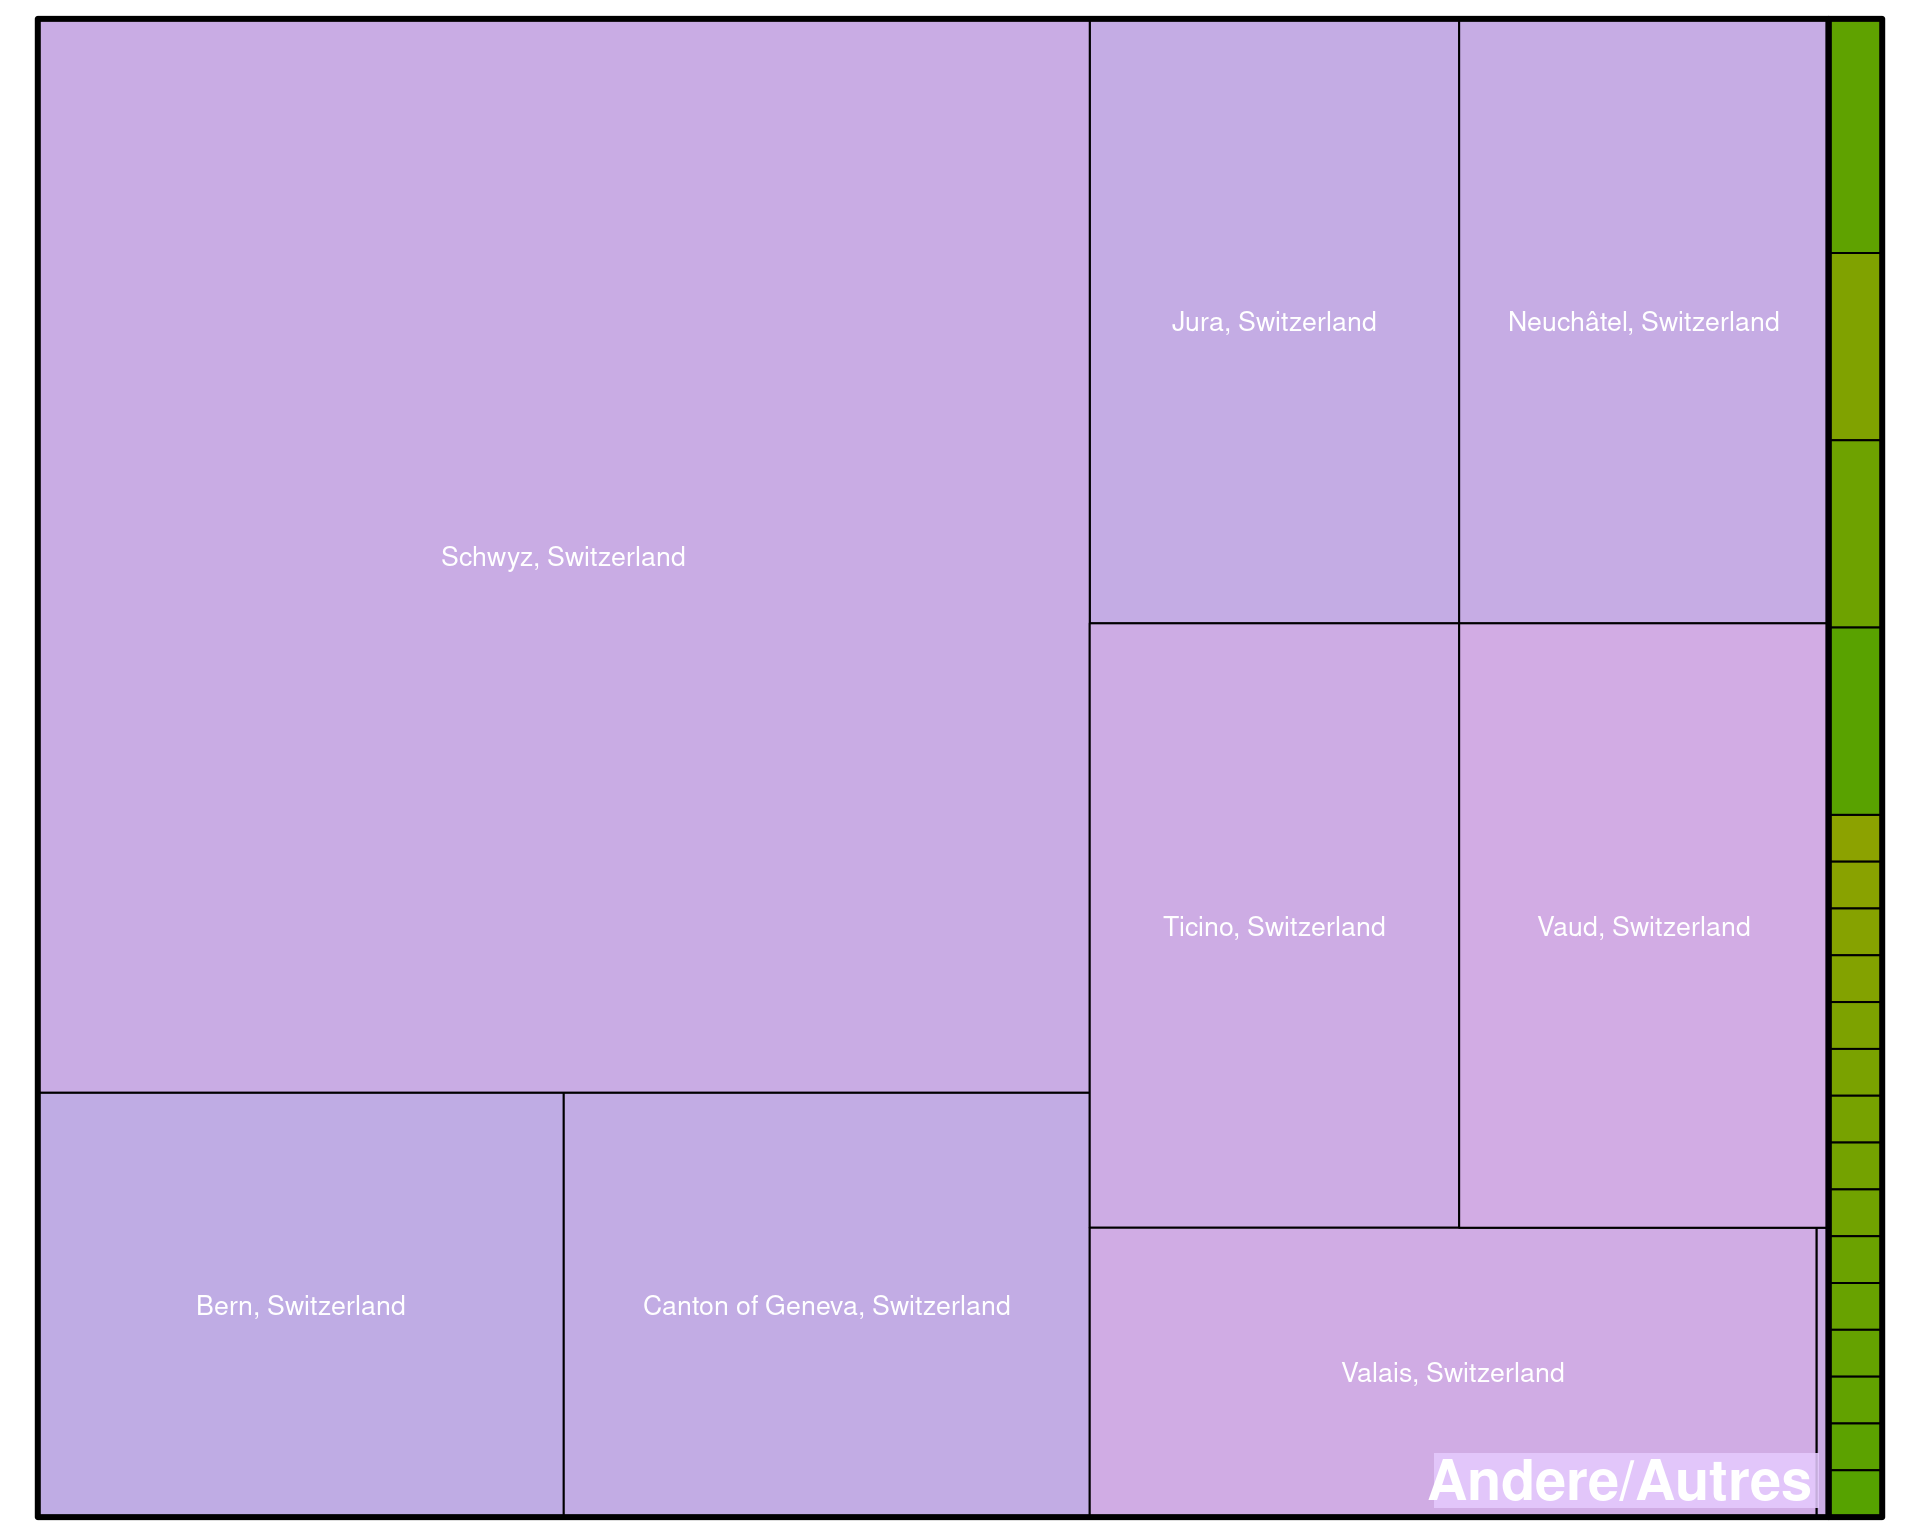 Jura, Switzerland
Neuchâtel, Switzerland
Schwyz, Switzerland
Ticino, Switzerland
Vaud, Switzerland
Bern, Switzerland
Canton of Geneva, Switzerland
Valais, Switzerland
Andere/Autres